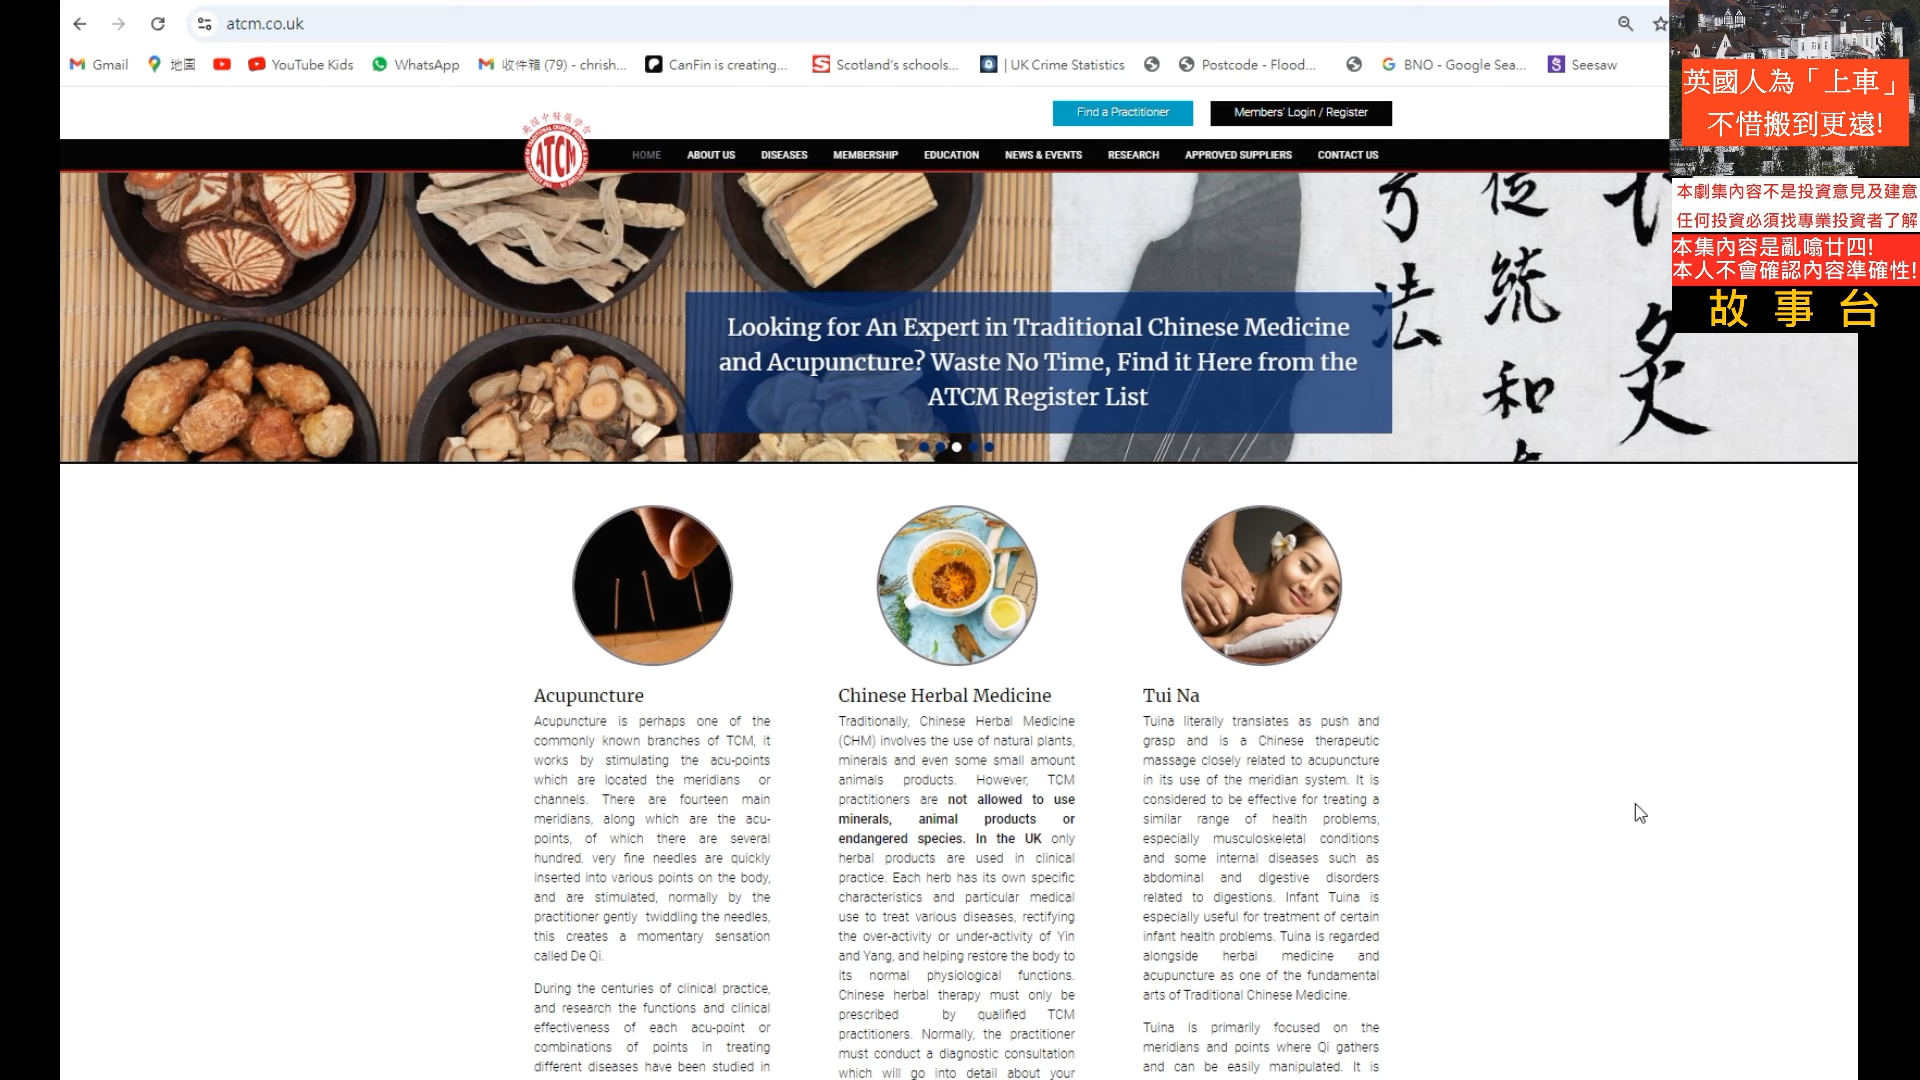 atcm.co.uk
Gmail
地圖
YouTube Kids
WhatsApp
收件箱 (79) - chrish...
CanFin is creating...
Scotland's schools...
| UK Crime Statistics
Postcode - Flood...
BNO - Google Sea...
Seesaw
Find a Practitioner
Members' Login / Register
ATCM
HOME
ABOUT US
DISEASES
MEMBERSHIP
EDUCATION
NEWS & EVENTS
RESEARCH
APPROVED SUPPLIERS
CONTACT US
Looking for An Expert in Traditional Chinese Medicine
and Acupuncture? Waste No Time, Find it Here from the
ATCM Register List
法
統
和
炙
Acupuncture
Acupuncture is perhaps one of the
commonly known branches of TCM, it
works by stimulating the acu-points
which are located the meridians or
channels. There are fourteen main
meridians, along which are the acu-
points, of which there are several
hundred. very fine needles are quickly
inserted into various points on the body,
and are stimulated, normally by the
practitioner gently twiddling the needles,
this creates a momentary sensation
called De Qi.
During the centuries of clinical practice,
and research the functions and clinical
effectiveness of each acu-point or
combinations of points in treating
different diseases have been studied in
Chinese Herbal Medicine
Traditionally, Chinese Herbal Medicine
(CHM) involves the use of natural plants,
minerals and even some small amount
animals products. However, TCM
practitioners are not allowed to use
minerals, animal products or
endangered species. In the UK only
herbal products are used in clinical
practice. Each herb has its own specific
characteristics and particular medical
use to treat various diseases, rectifying
the over-activity or under-activity of Yin
and Yang, and helping restore the body to
its normal physiological functions.
Chinese herbal therapy must only be
prescribed by qualified TCM
practitioners. Normally, the practitioner
must conduct a diagnostic consultation
which will go into detail about your
Tui Na
Tuina literally translates as push and
grasp and is a Chinese therapeutic
massage closely related to acupuncture
in its use of the meridian system. It is
considered to be effective for treating a
similar range of health problems,
especially musculoskeletal conditions
and some internal diseases such as
abdominal and digestive disorders
related to digestions. Infant Tuina is
especially useful for treatment of certain
infant health problems. Tuina is regarded
alongside herbal medicine and
acupuncture as one of the fundamental
arts of Traditional Chinese Medicine.
Tuina is primarily focused on the
meridians and points where Qi gathers
and can be easily manipulated. It is
英國人為「上車」
不惜搬到更遠!
本劇集內容不是投資意見及建意
任何投資必須找專業投資者了解
本集內容是亂噏廿四!
本人不會確認內容準確性!
故事台